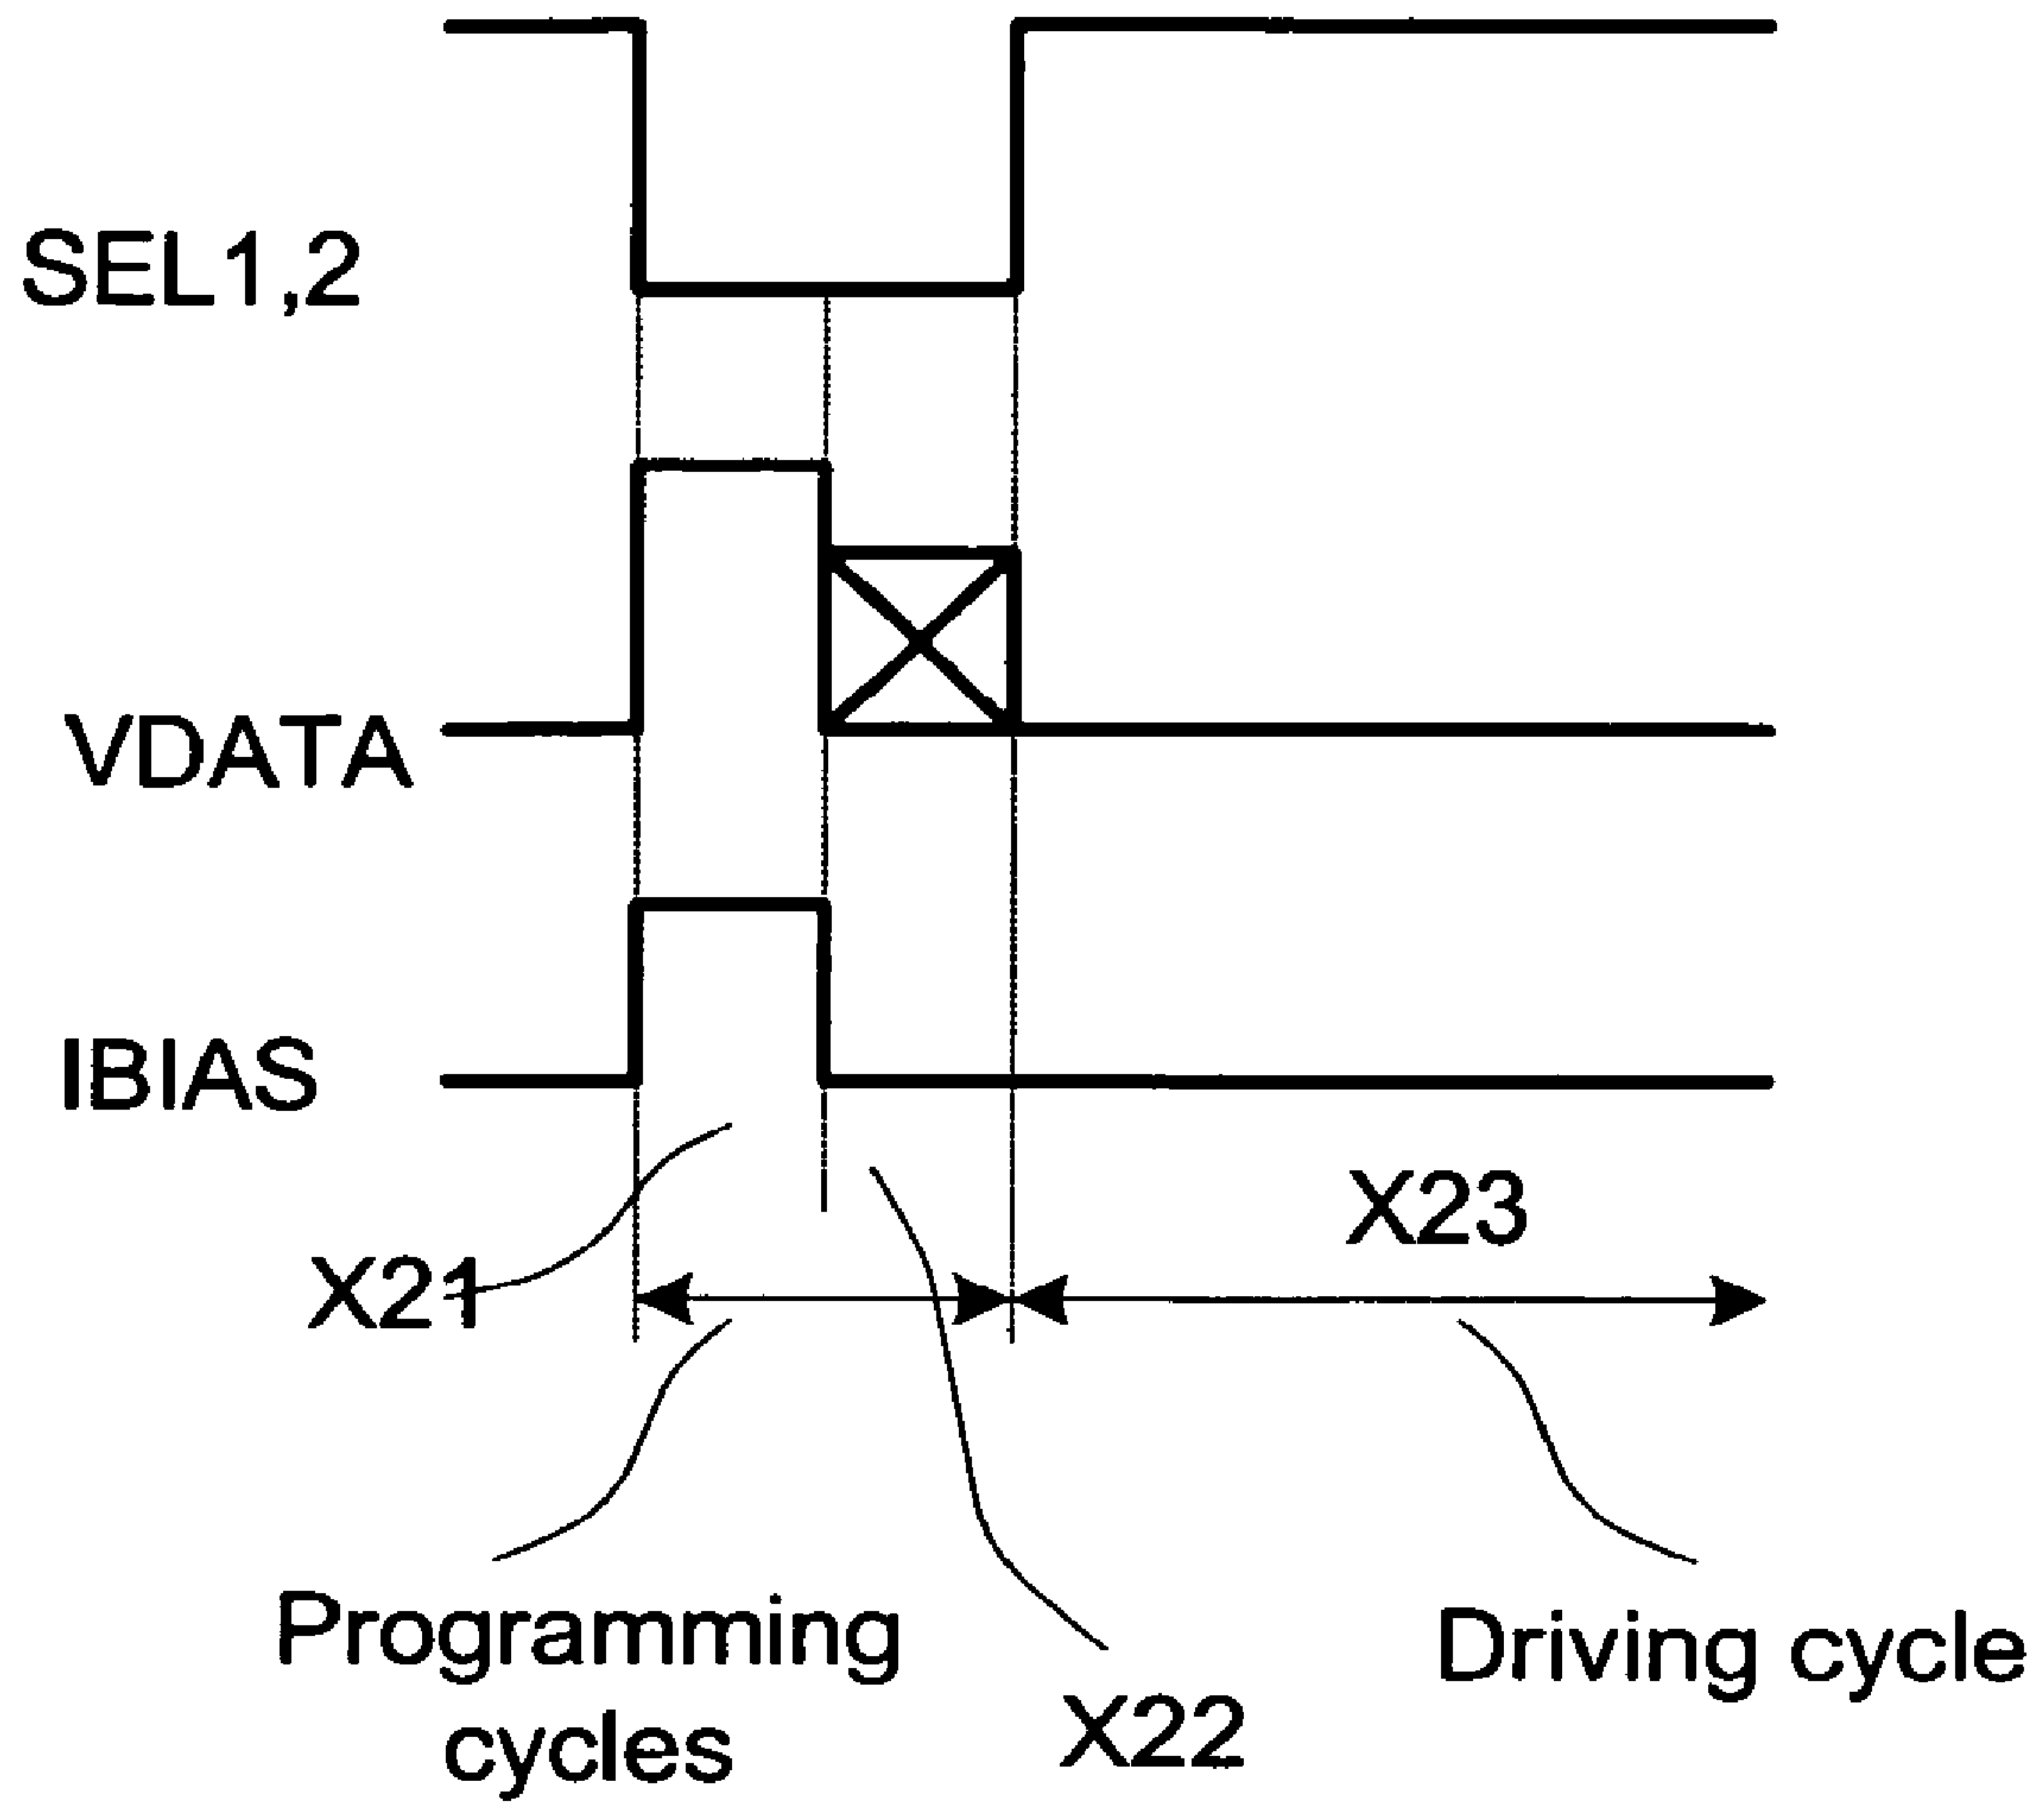 SEL1,2
VDATA
IBIAS
X23
X21
Programming
cycles
Driving cycle
X22